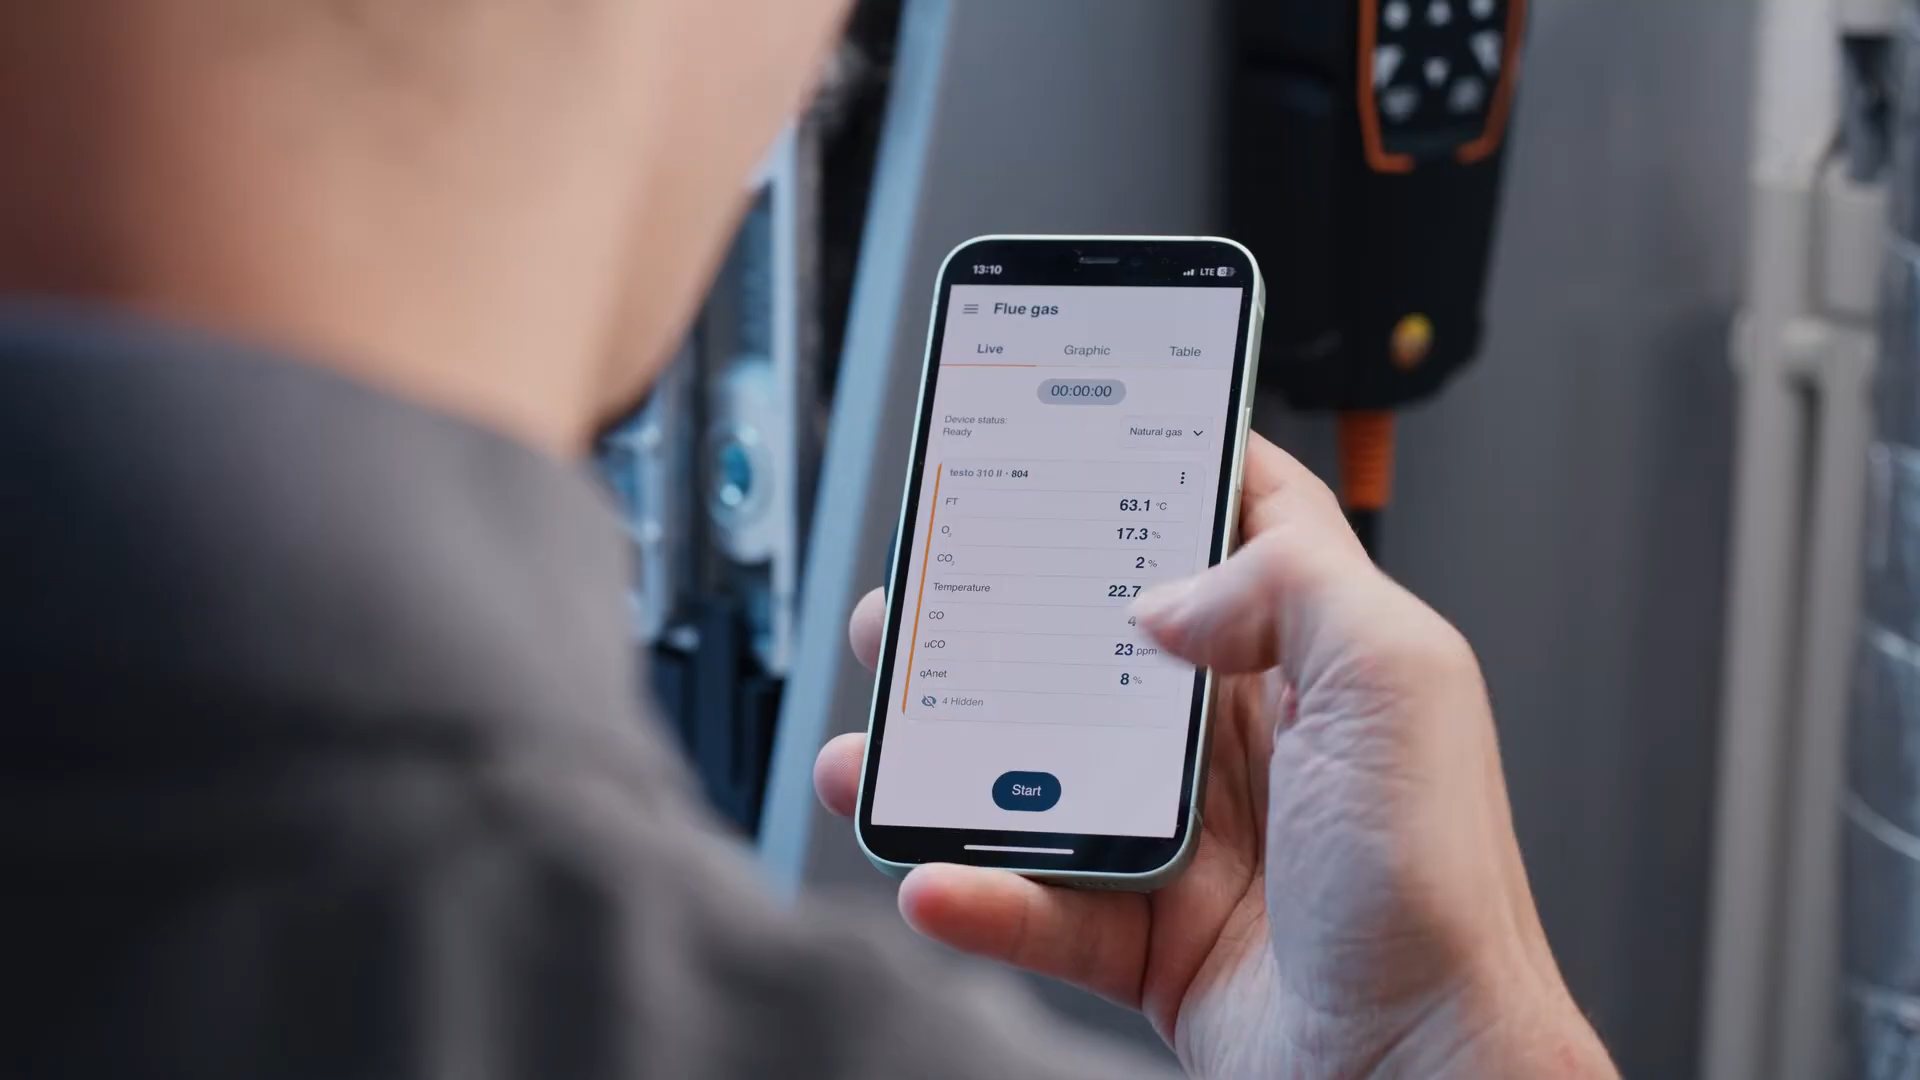 13:10 LTE
Flue gas
Live Graphic Table
00:00:00
Device status:
Ready
Natural gas
testo 310 II · 804
FT 63.1 °C
O₂ 17.3 %
CO₂ 2 %
Temperature 22.7
CO 4
uCO 23 ppm
qAnet 8 %
4 Hidden
Start